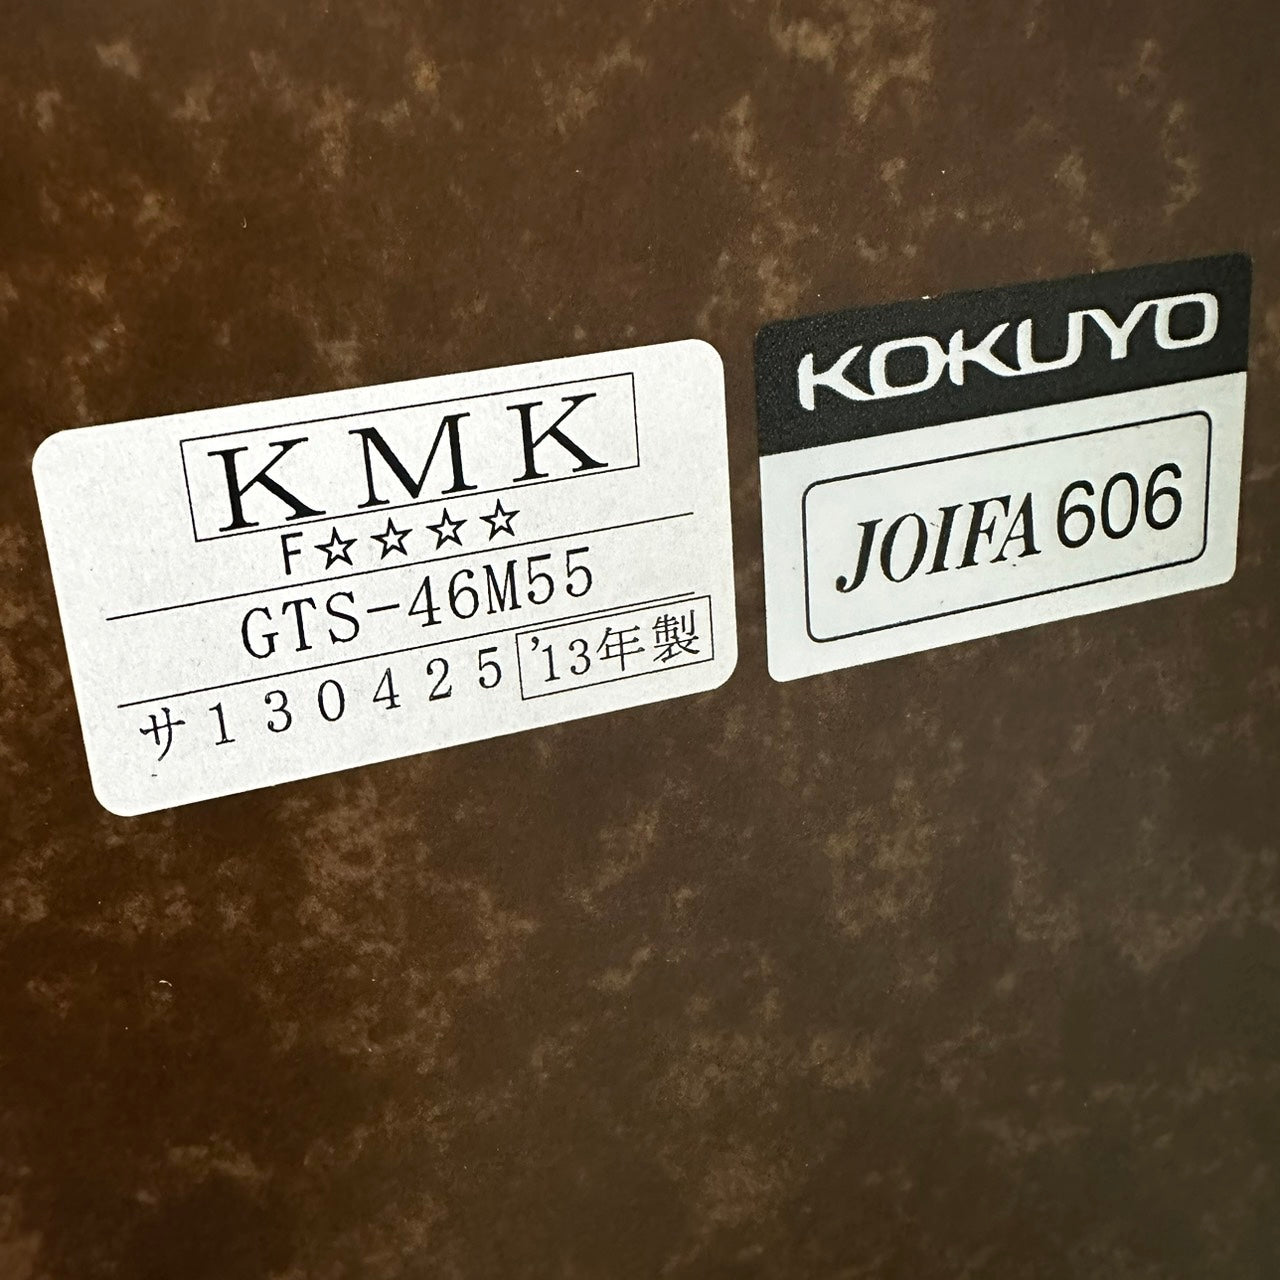 KMK
F☆☆☆☆
GTS-46M55
サ130425 '13年製
KOKUYO
JOIFA 606